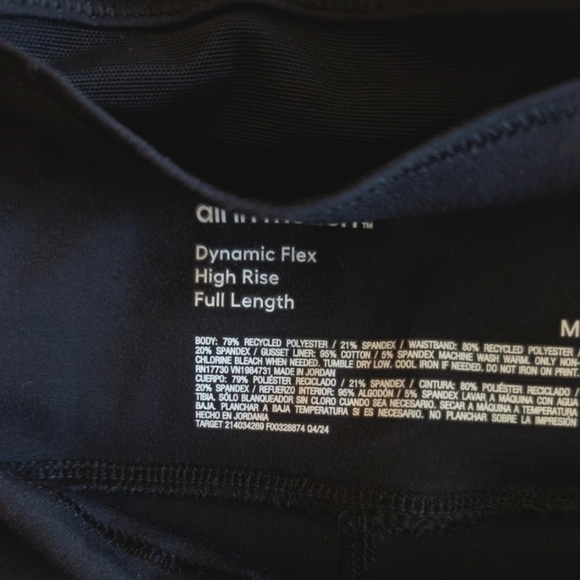 all in motion™
Dynamic Flex
High Rise
Full Length
M
BODY: 79% RECYCLED POLYESTER / 21% SPANDEX / WAISTBAND: 80% RECYCLED POLYESTER /
20% SPANDEX / GUSSET LINER: 95% COTTON / 5% SPANDEX MACHINE WASH WARM. ONLY NON-
CHLORINE BLEACH WHEN NEEDED. TUMBLE DRY LOW. COOL IRON IF NEEDED. DO NOT IRON ON PRINT
RN17730 VN1984731 MADE IN JORDAN
CUERPO: 79% POLIÉSTER RECICLADO / 21% SPANDEX / CINTURA: 80% POLIÉSTER RECICLADO /
20% SPANDEX / REFUERZO INTERIOR: 95% ALGODÓN / 5% SPANDEX LAVAR A MÁQUINA CON AGUA
TIBIA. SÓLO BLANQUEADOR SIN CLORO CUANDO SEA NECESARIO. SECAR A MÁQUINA A TEMPERATURA
BAJA. PLANCHAR A BAJA TEMPERATURA SI ES NECESARIO. NO PLANCHAR SOBRE LA IMPRESIÓN
HECHO EN JORDANIA
TARGET 214034269 F00328874 Q4/24